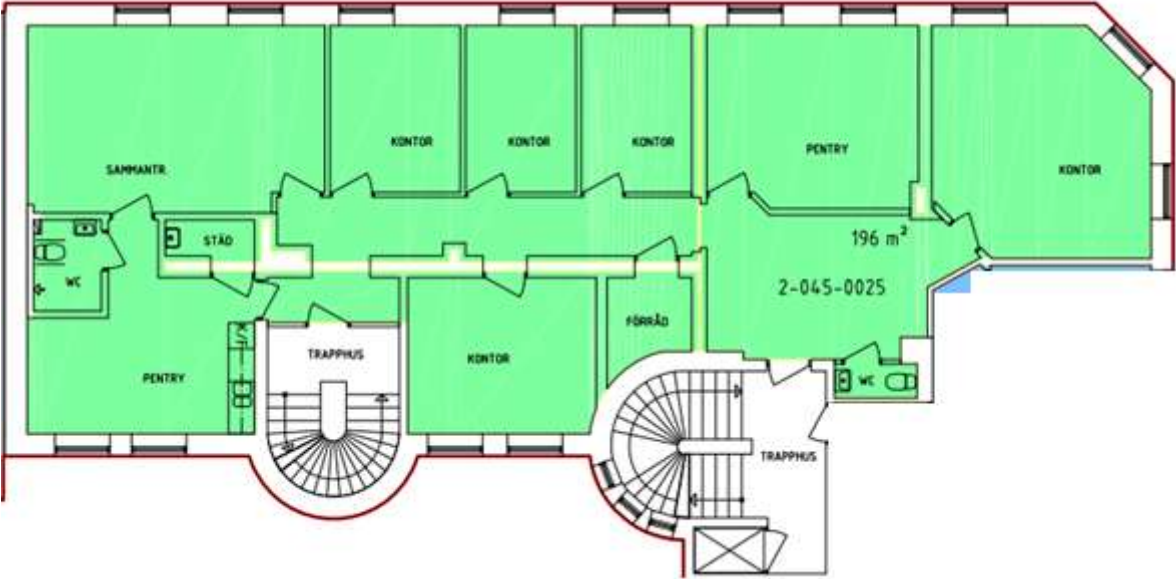 KONTOR
KONTOR
KONTOR
PENTRY
SAMMANTR.
KONTOR
STÄD
196 m²
WC
2-045-0025
FÖRRÅD
K/F
TRAPPHUS
KONTOR
PENTRY
WC
TRAPPHUS